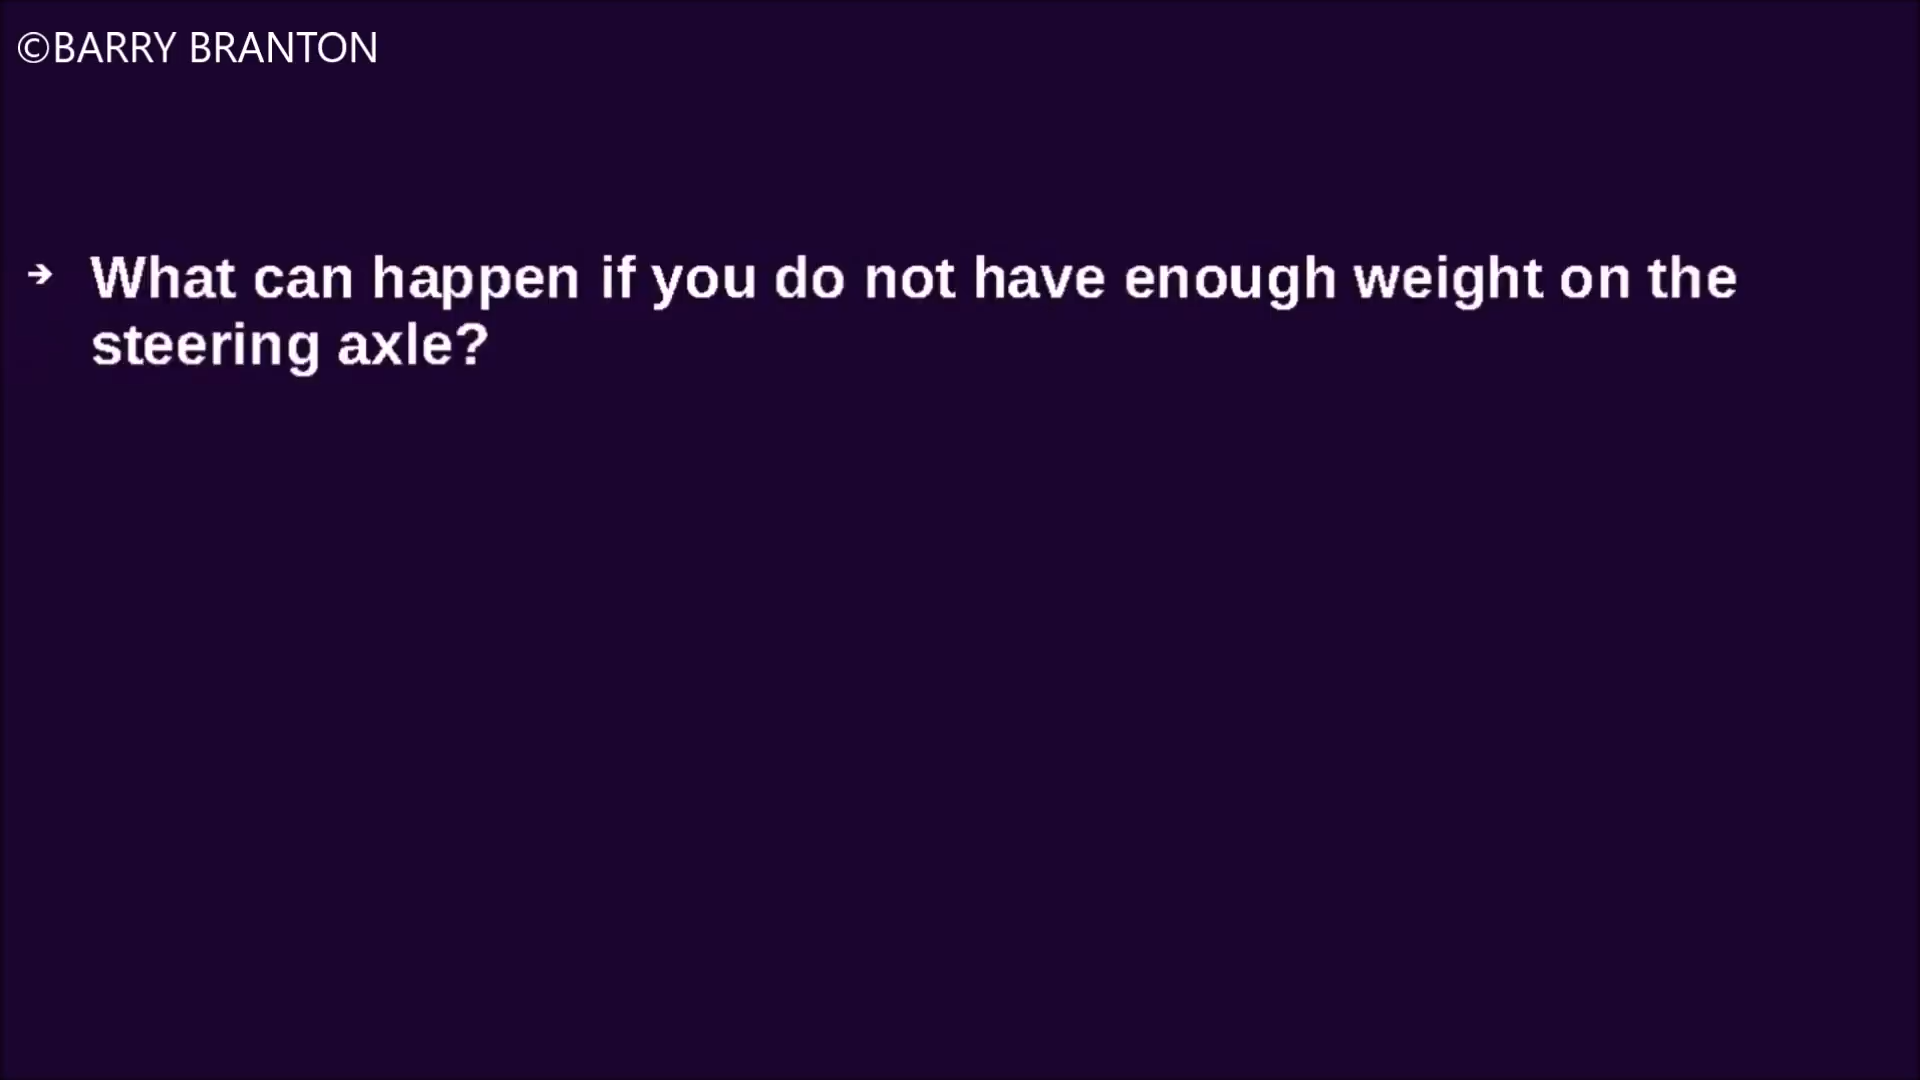 ©BARRY BRANTON
➔ What can happen if you do not have enough weight on the
steering axle?